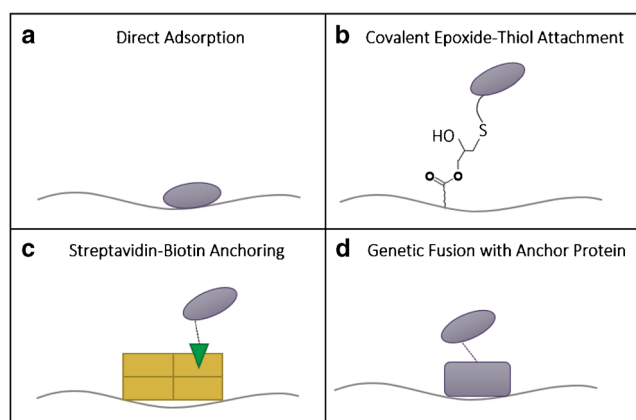 a Direct Adsorption
b Covalent Epoxide-Thiol Attachment
HO
S
O
O
c Streptavidin-Biotin Anchoring
d Genetic Fusion with Anchor Protein